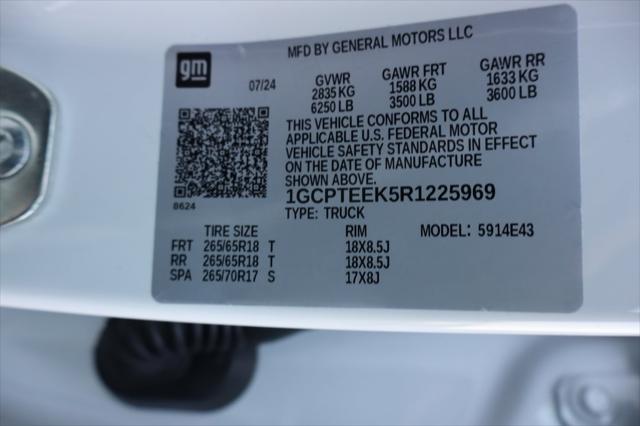 gm
MFD BY GENERAL MOTORS LLC
07/24
GVWR GAWR FRT GAWR RR
2835 KG 1588 KG 1633 KG
6250 LB 3500 LB 3600 LB
THIS VEHICLE CONFORMS TO ALL
APPLICABLE U.S. FEDERAL MOTOR
VEHICLE SAFETY STANDARDS IN EFFECT
ON THE DATE OF MANUFACTURE
SHOWN ABOVE.
8624
1GCPTEEK5R1225969
TYPE: TRUCK MODEL: 5914E43
TIRE SIZE RIM
FRT 265/65R18 T 18X8.5J
RR 265/65R18 T 18X8.5J
SPA 265/70R17 S 17X8J